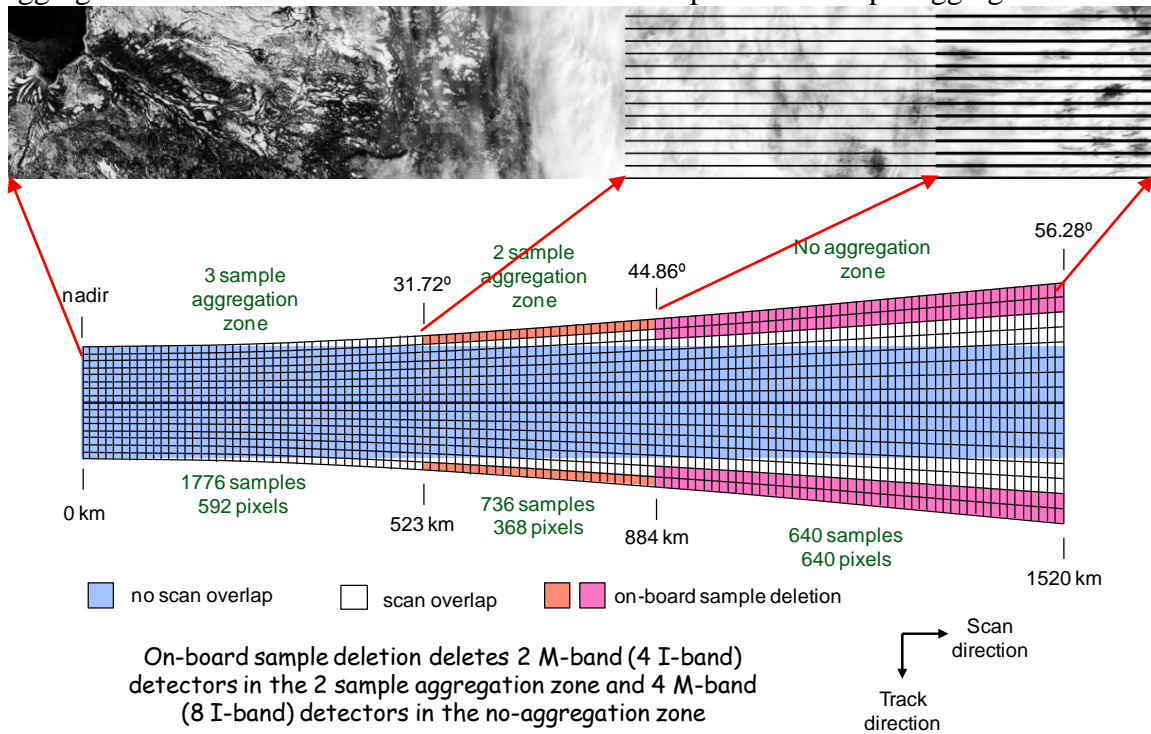 nadir
3 sample
aggregation
zone
31.72º
2 sample
aggregation
zone
44.86º
No aggregation
zone
56.28º
0 km
1776 samples
592 pixels
523 km
736 samples
368 pixels
884 km
640 samples
640 pixels
1520 km
no scan overlap
scan overlap
on-board sample deletion
On-board sample deletion deletes 2 M-band (4 I-band)
detectors in the 2 sample aggregation zone and 4 M-band
(8 I-band) detectors in the no-aggregation zone
Scan
direction
Track
direction